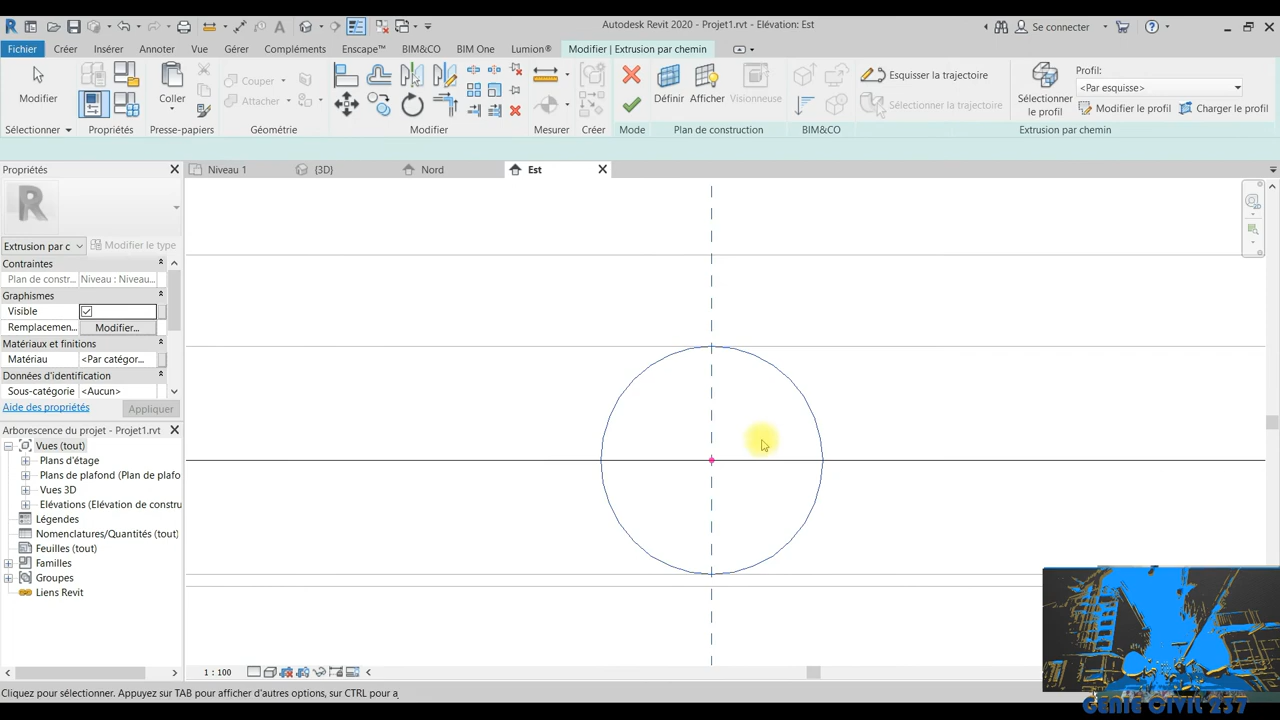 Autodesk Revit 2020 - Projet1.rvt - Elévation: Est
Se connecter
Fichier Créer Insérer Annoter Vue Gérer Compléments Enscape™ BIM&CO BIM One Lumion® Modifier | Extrusion par chemin
Modifier
Coller
Couper
Attacher
Définir Afficher Visionneuse
Esquisser la trajectoire
Sélectionner la trajectoire
Sélectionner
le profil
Profil:
<Par esquisse>
Modifier le profil Charger le profil
Sélectionner Propriétés Presse-papiers Géométrie Modifier Mesurer Créer Mode Plan de construction BIM&CO Extrusion par chemin
Propriétés
Niveau 1 {3D} Nord Est
R
Extrusion par c Modifier le type
Contraintes
Plan de constr... Niveau : Niveau...
Graphismes
Visible
Remplacemen... Modifier...
Matériaux et finitions
Matériau <Par catégor...
Données d'identification
Sous-catégorie <Aucun>
Aide des propriétés Appliquer
Arborescence du projet - Projet1.rvt
Vues (tout)
Plans d'étage
Plans de plafond (Plan de plafo
Vues 3D
Elévations (Elévation de constru
Légendes
Nomenclatures/Quantités (tout)
Feuilles (tout)
Familles
Groupes
Liens Revit
1 : 100
Cliquez pour sélectionner. Appuyez sur TAB pour afficher d'autres options, sur CTRL pour a
GENIE CIVIL 237